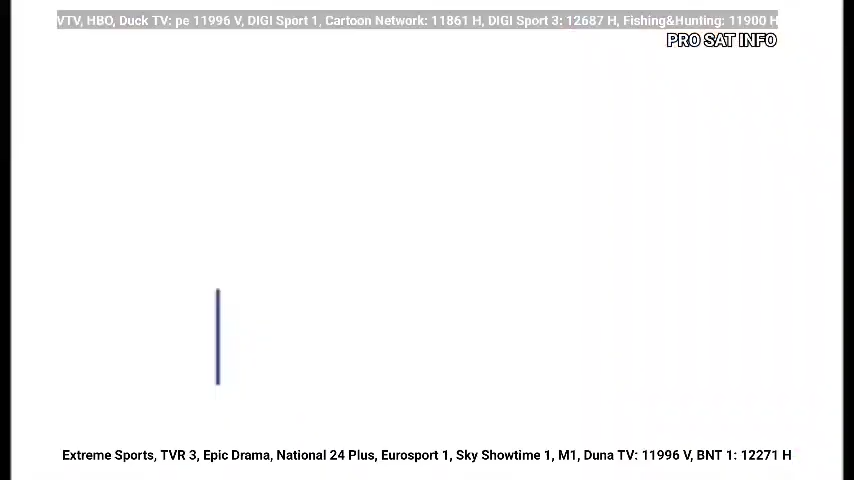 VTV, HBO, Duck TV: pe 11996 V, DIGI Sport 1, Cartoon Network: 11861 H, DIGI Sport 3: 12687 H, Fishing&Hunting: 11900 H
PRO SAT INFO
Extreme Sports, TVR 3, Epic Drama, National 24 Plus, Eurosport 1, Sky Showtime 1, M1, Duna TV: 11996 V, BNT 1: 12271 H